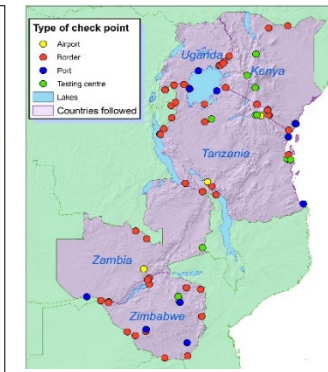 Type of check point
Airport
Border
Port
Testing centre
Lakes
Countries followed
Uganda
Kenya
Tanzania
Zambia
Zimbabwe